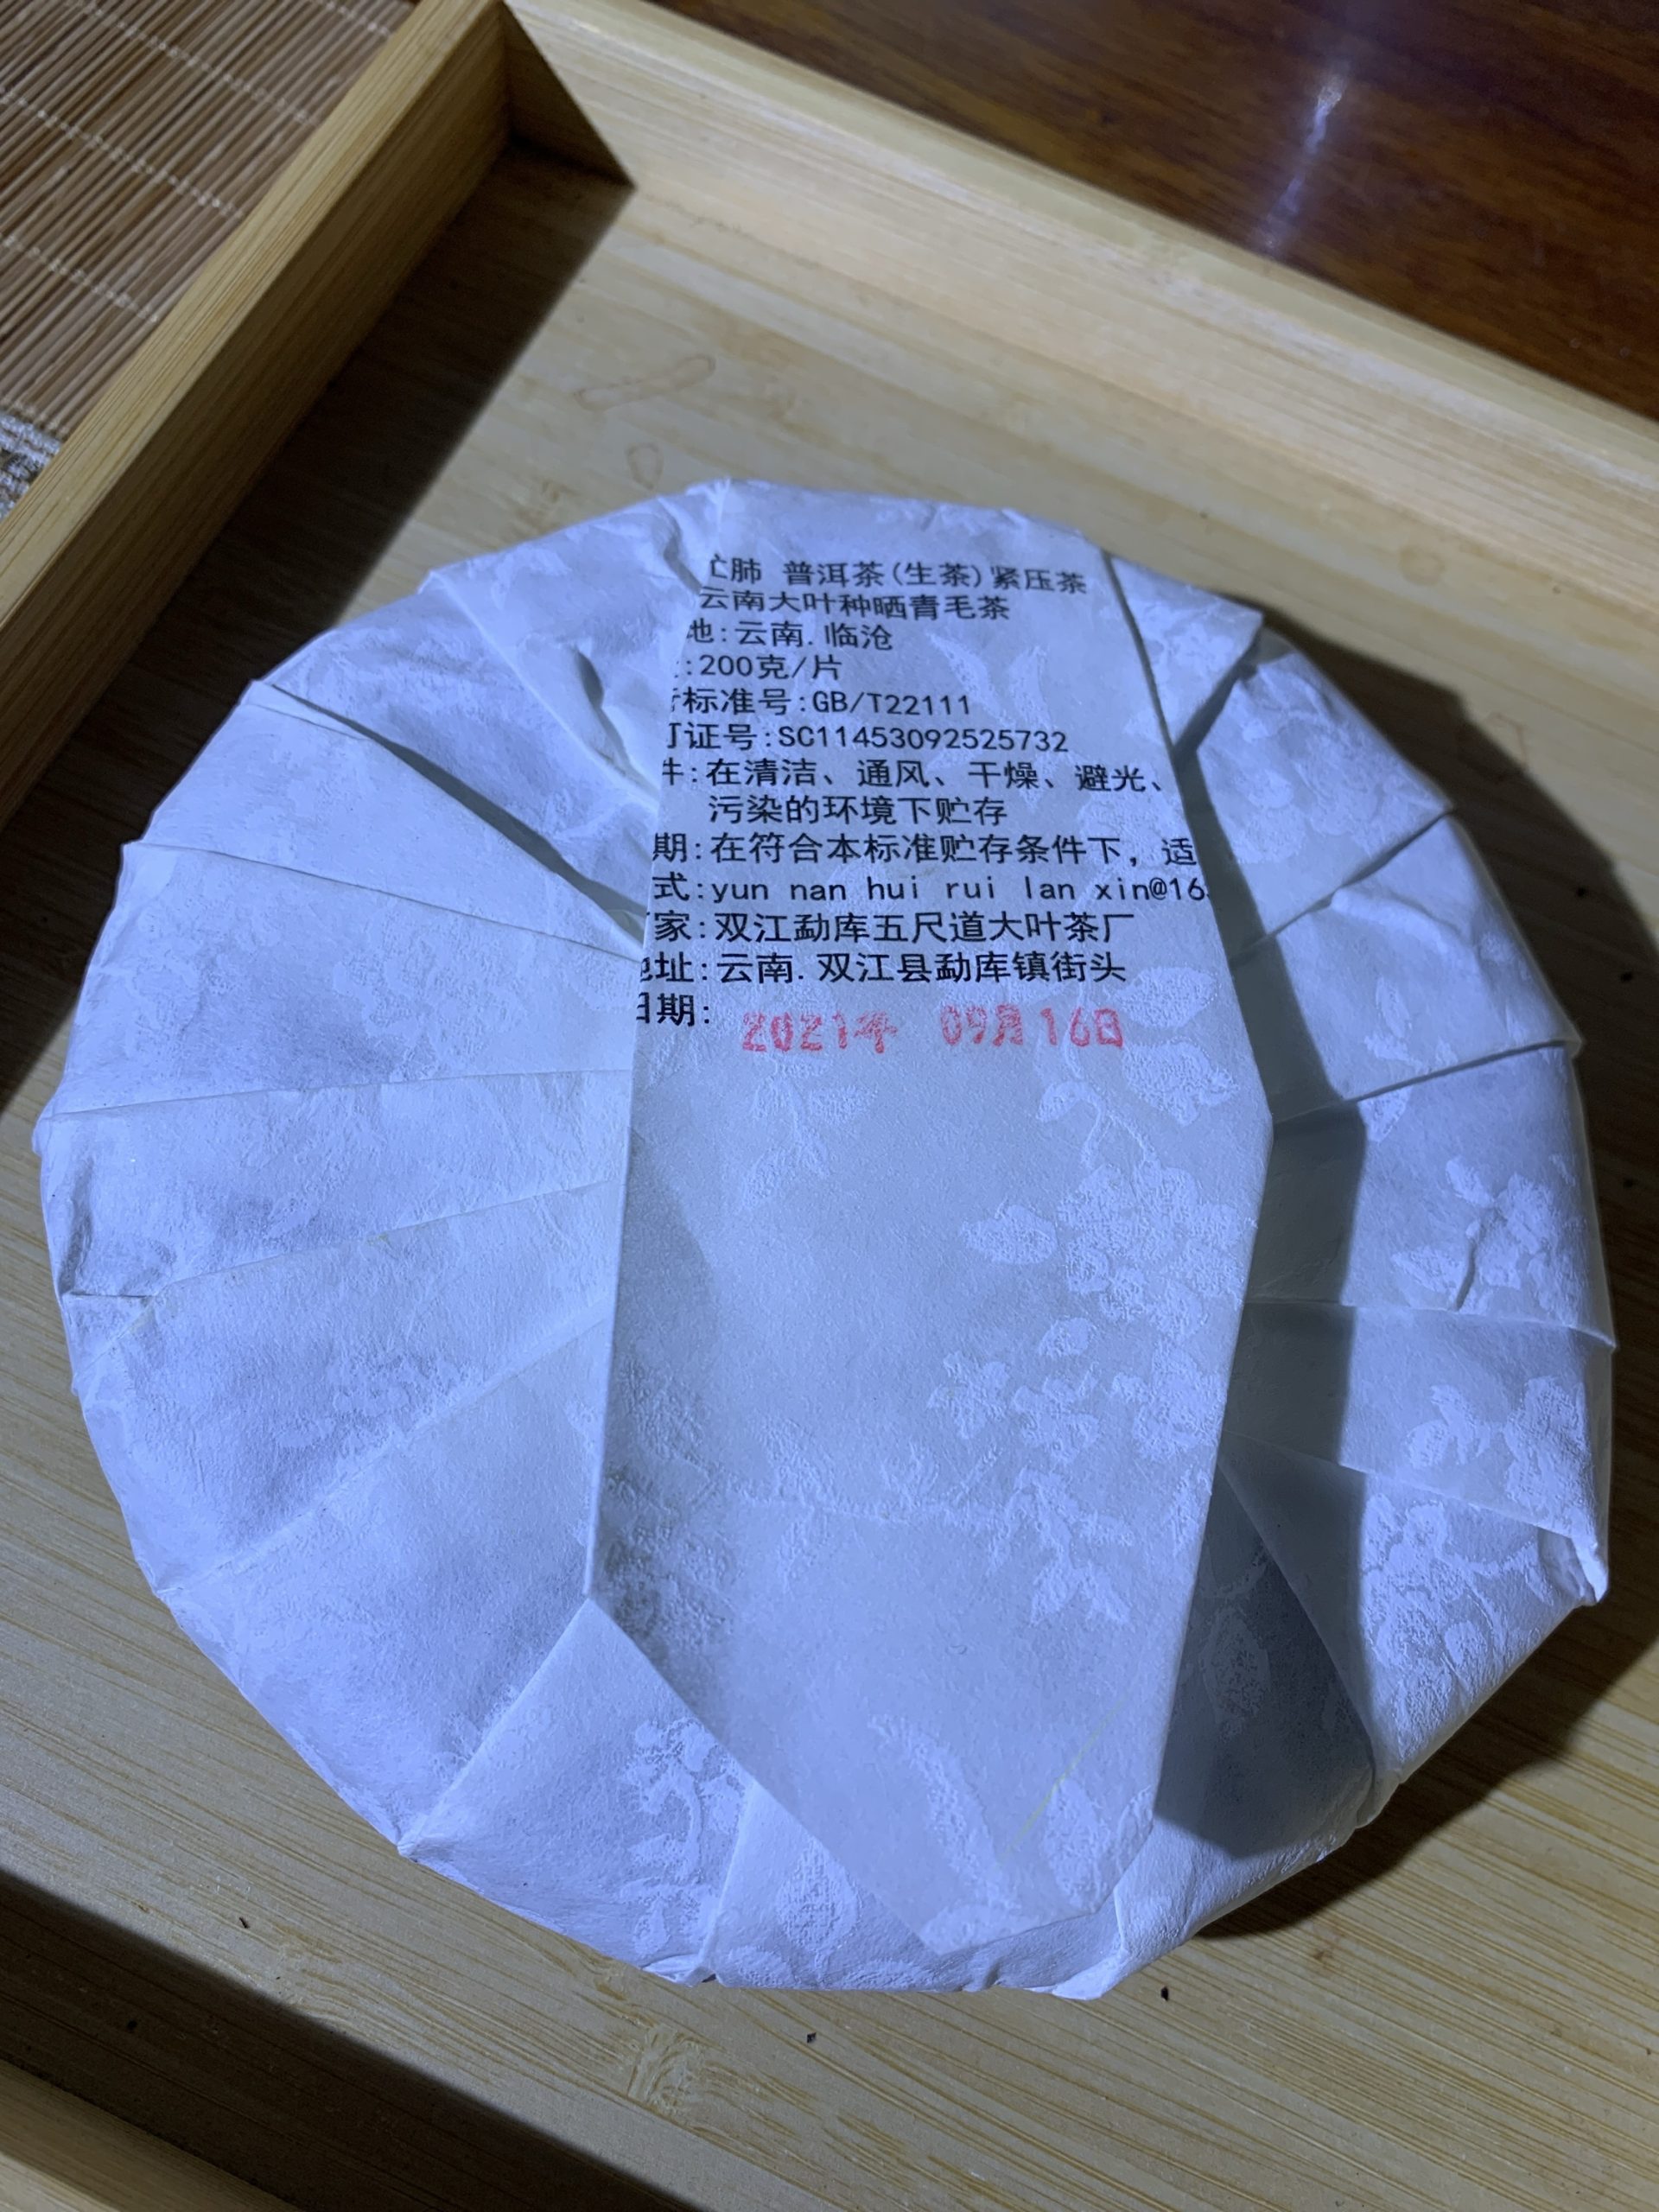 忙肺 普洱茶(生茶)紧压茶
云南大叶种晒青毛茶
地:云南.临沧
:200克/片
标准号:GB/T22111
可证号:SC11453092525732
件:在清洁、通风、干燥、避光、
污染的环境下贮存
期:在符合本标准贮存条件下，适
式:yun nan hui rui lan xin@16
家:双江勐库五尺道大叶茶厂
地址:云南.双江县勐库镇街头
日期: 2021年 09月16日